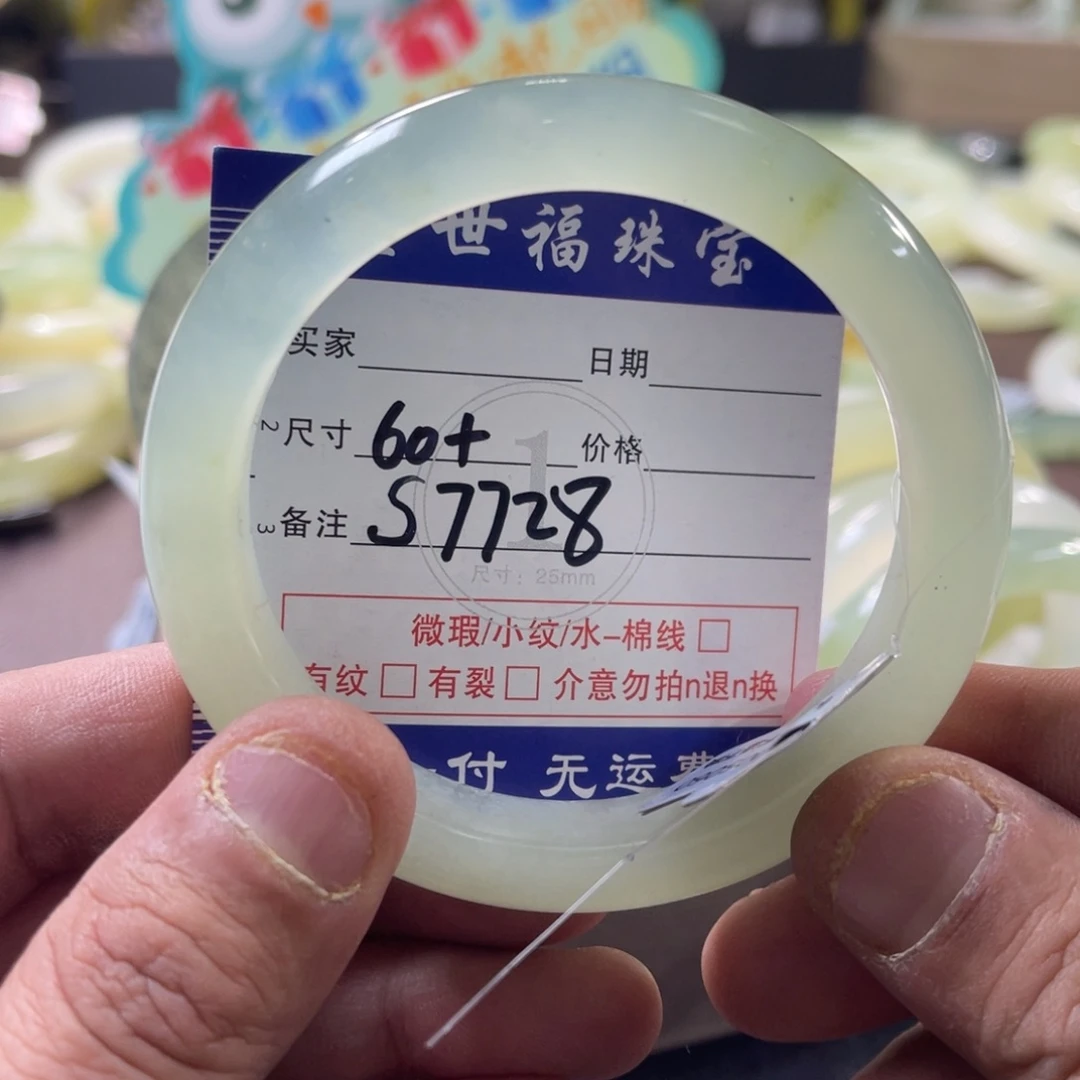 世福珠宝
买家 日期
2 尺寸 60+ 价格
3 备注 S7728
1
尺寸：25mm
微瑕/小纹/水-棉线 □
有纹 □ 有裂 □ 介意勿拍n退n换
付 无运费